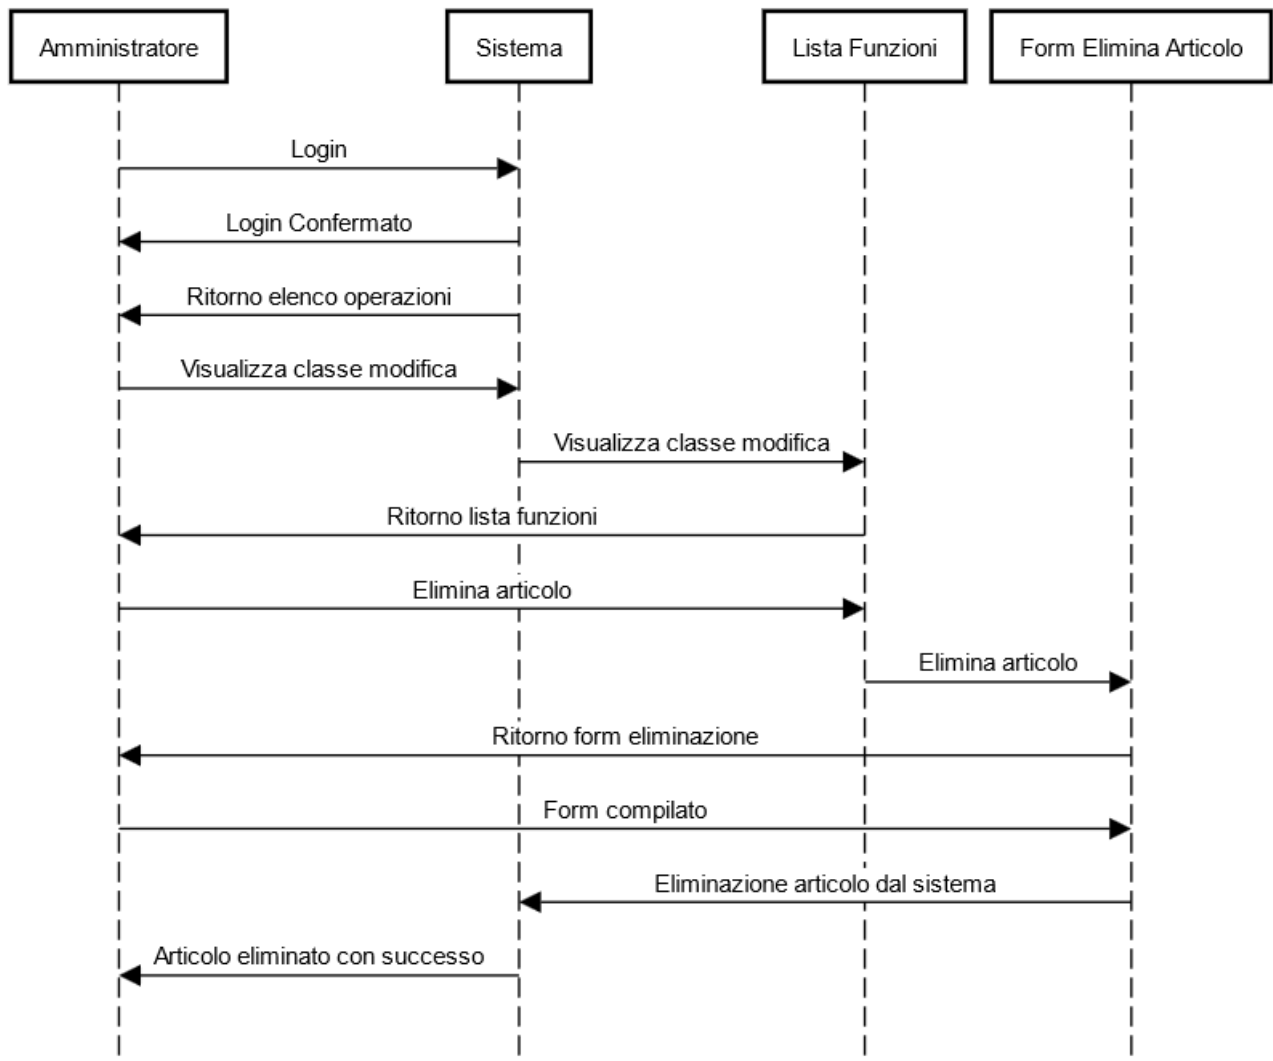 Amministratore
Sistema
Lista Funzioni
Form Elimina Articolo
Login
Login Confermato
Ritorno elenco operazioni
Visualizza classe modifica
Visualizza classe modifica
Ritorno lista funzioni
Elimina articolo
Elimina articolo
Ritorno form eliminazione
Form compilato
Eliminazione articolo dal sistema
Articolo eliminato con successo